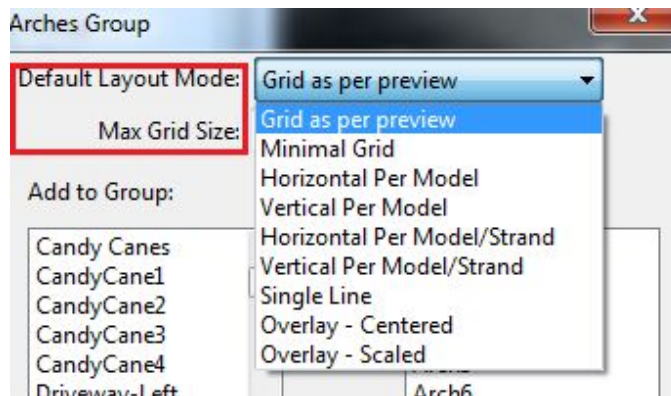 Arches Group
Default Layout Mode: Grid as per preview
Max Grid Size:
Grid as per preview
Minimal Grid
Horizontal Per Model
Vertical Per Model
Horizontal Per Model/Strand
Vertical Per Model/Strand
Single Line
Overlay - Centered
Overlay - Scaled
Add to Group:
Candy Canes
CandyCane1
CandyCane2
CandyCane3
CandyCane4
Driveway-Left
Arch6